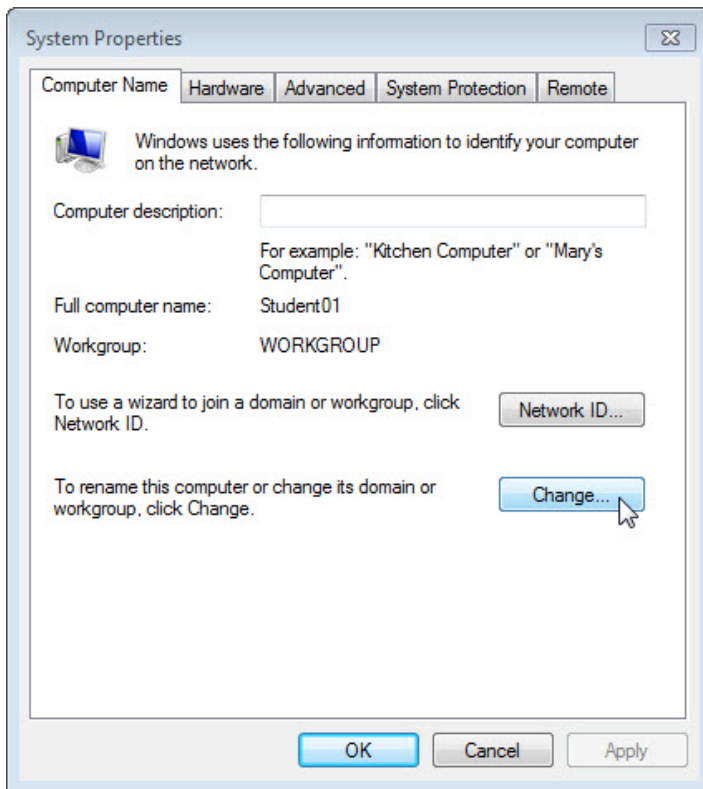 System Properties
Computer Name Hardware Advanced System Protection Remote
Windows uses the following information to identify your computer
on the network.
Computer description:
For example: "Kitchen Computer" or "Mary's
Computer".
Full computer name: Student01
Workgroup: WORKGROUP
To use a wizard to join a domain or workgroup, click
Network ID.
Network ID...
To rename this computer or change its domain or
workgroup, click Change.
Change...
OK Cancel Apply